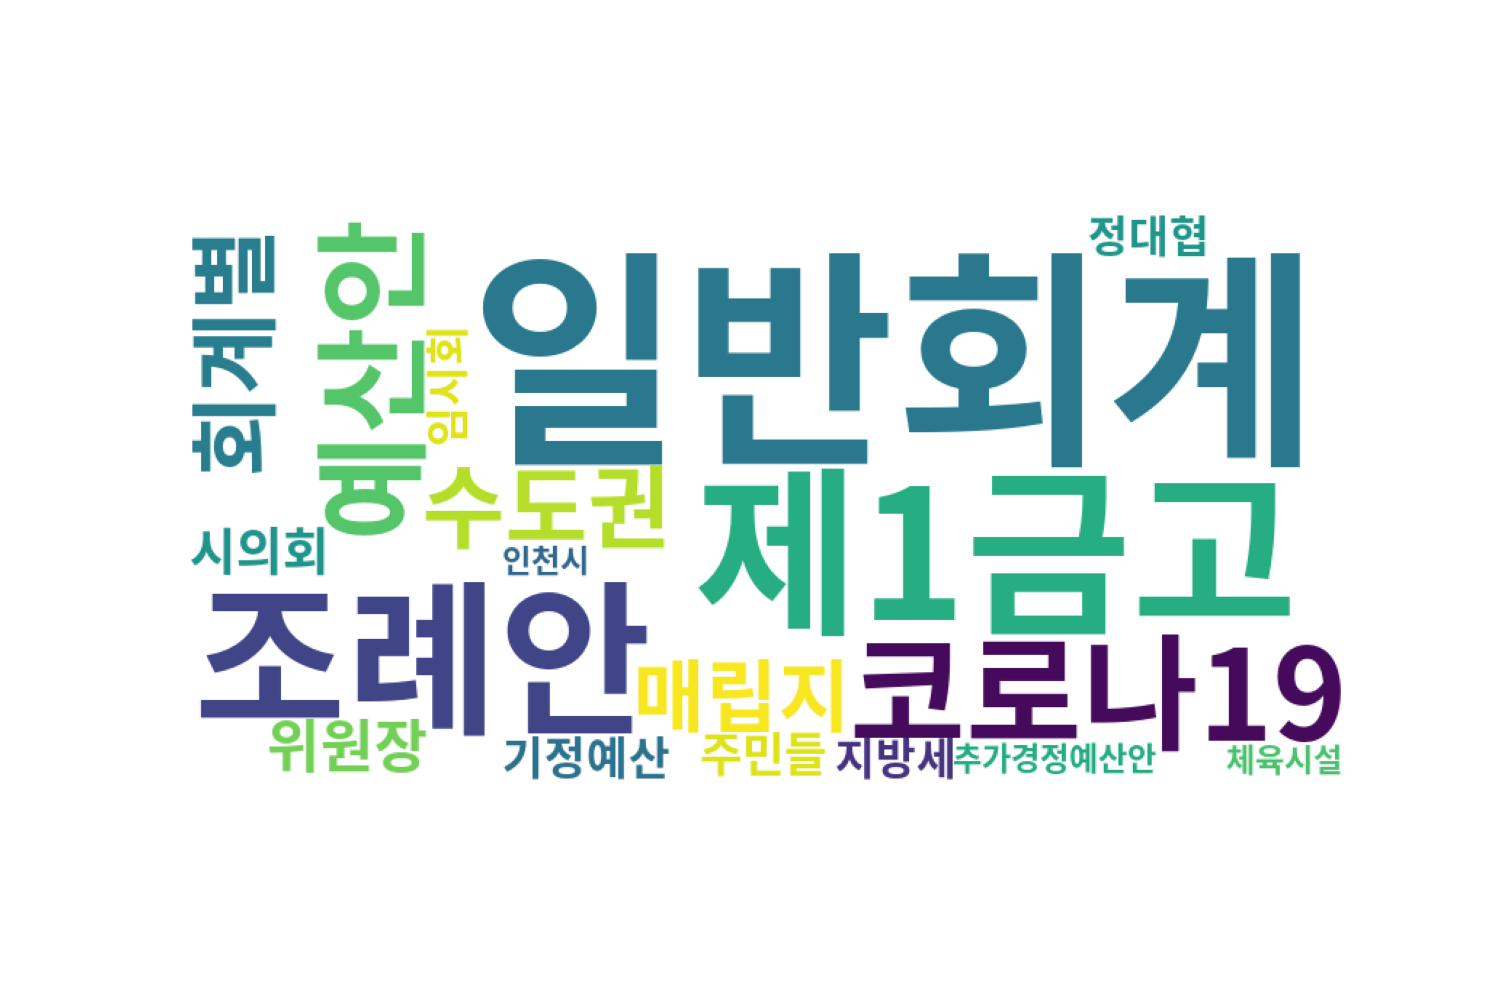 정대협
회계별
예산안
일반회계
임시회
수도권
제1금고
시의회
인천시
조례안
매립지
코로나19
위원장
기정예산
주민들
지방세
추가경정예산안
체육시설